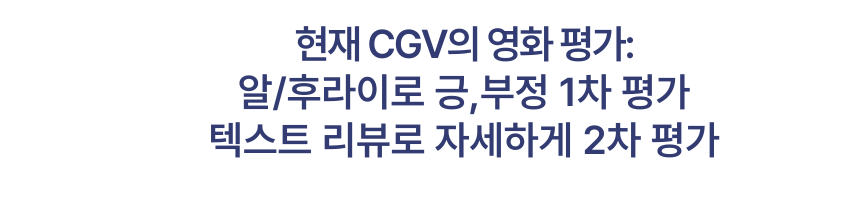 현재 CGV의 영화 평가:
알/후라이로 긍,부정 1차 평가
텍스트 리뷰로 자세하게 2차 평가